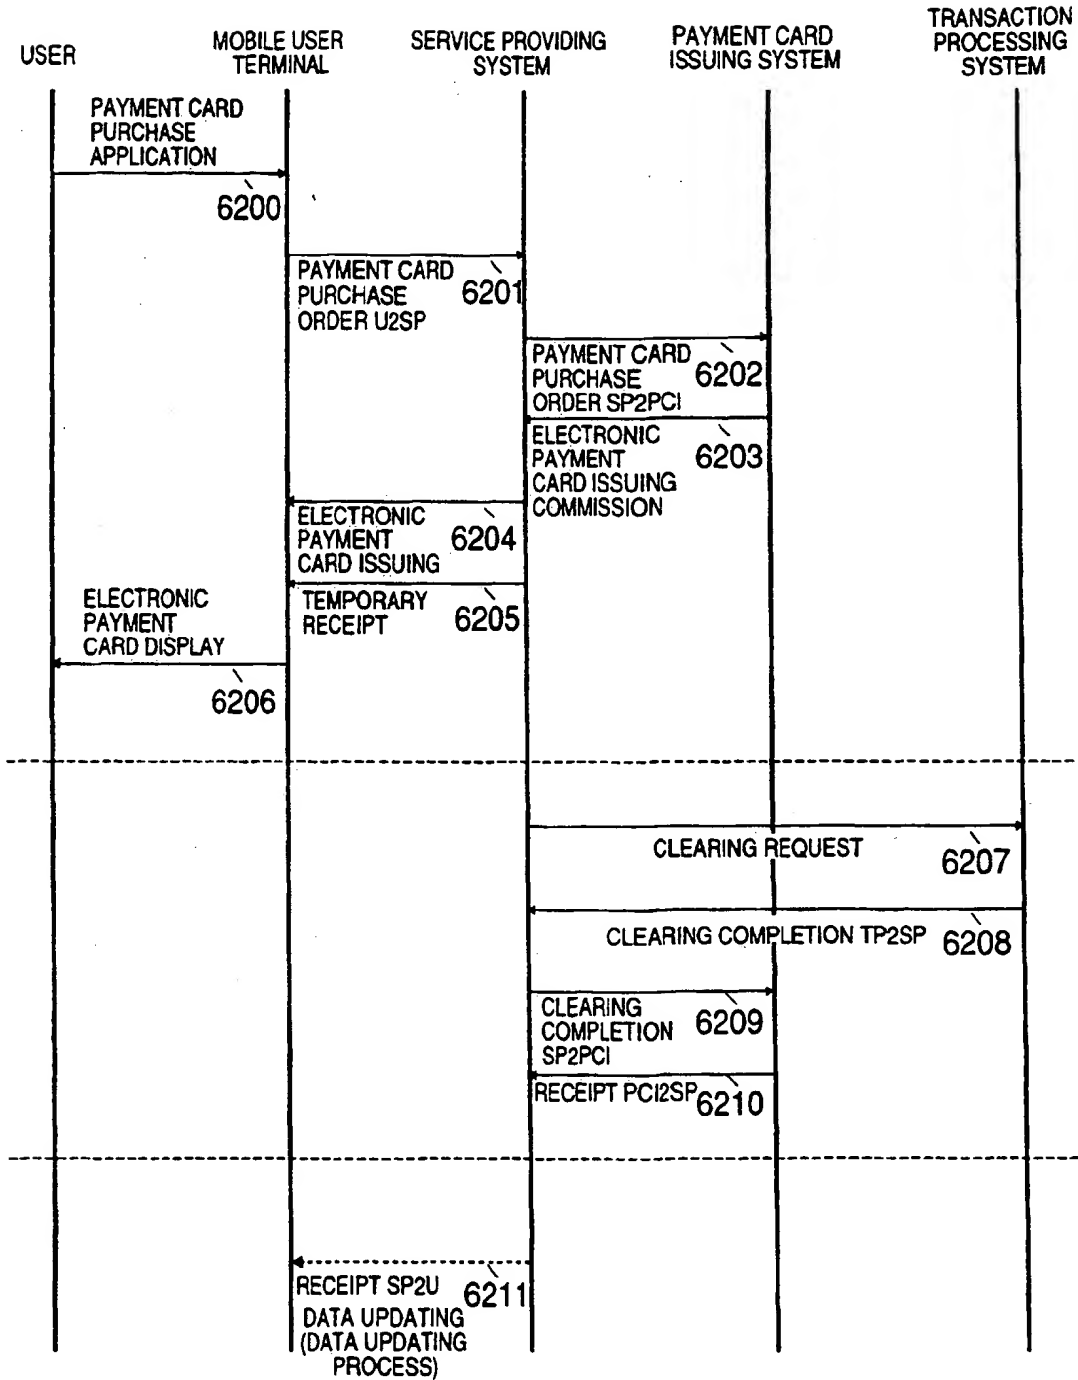 USER
MOBILE USER
TERMINAL
SERVICE PROVIDING
SYSTEM
PAYMENT CARD
ISSUING SYSTEM
TRANSACTION
PROCESSING
SYSTEM
PAYMENT CARD
PURCHASE
APPLICATION
6200
PAYMENT CARD
PURCHASE
ORDER U2SP
6201
PAYMENT CARD
PURCHASE
ORDER SP2PCI
6202
ELECTRONIC
PAYMENT
CARD ISSUING
COMMISSION
6203
ELECTRONIC
PAYMENT
CARD ISSUING
6204
TEMPORARY
RECEIPT
6205
ELECTRONIC
PAYMENT
CARD DISPLAY
6206
CLEARING REQUEST
6207
CLEARING COMPLETION TP2SP
6208
CLEARING
COMPLETION
SP2PCI
6209
RECEIPT PCI2SP
6210
RECEIPT SP2U
6211
DATA UPDATING
(DATA UPDATING
PROCESS)